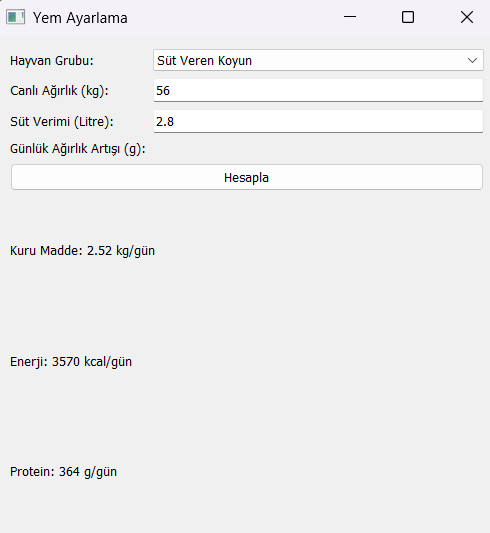 Yem Ayarlama
Hayvan Grubu: Süt Veren Koyun
Canlı Ağırlık (kg): 56
Süt Verimi (Litre): 2.8
Günlük Ağırlık Artışı (g):
Hesapla
Kuru Madde: 2.52 kg/gün
Enerji: 3570 kcal/gün
Protein: 364 g/gün